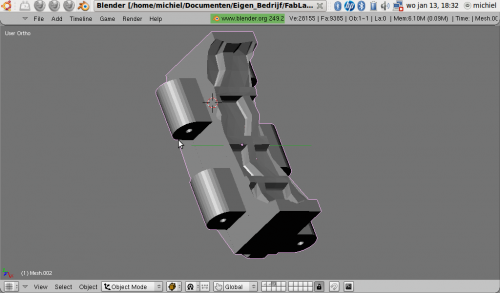 Blender [/home/michiel/Documenten/Eigen_Bedrijf/FabLa...
wo jan 13, 18:32
michiel
File Add Timeline Game Render Help
www.blender.org 249.2
Ve:28155 | Fa:9385 | Ob:1-1 | La:0 | Mem:6.10M (0.09M) | Time: | Mesh.0
User Ortho
(1) Mesh.002
View Select Object Object Mode Global